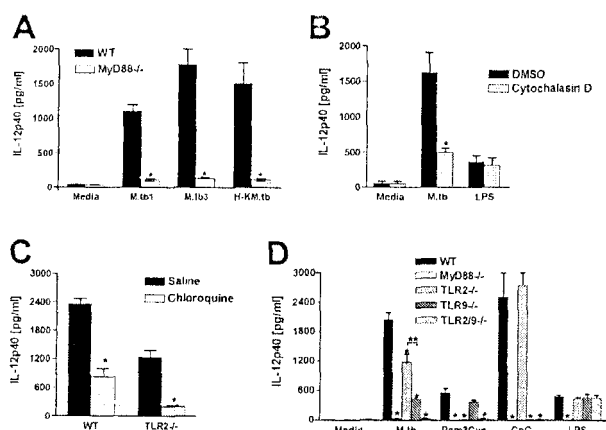 A
WT
MyD88-/-
IL-12p40 [pg/ml]
2000
1500
1000
500
0
Media
M.tb1
M.tb3
H-KM.tb
*
*
*
B
DMSO
Cytochalasin D
IL-12p40 [pg/ml]
2000
1500
1000
500
0
Media
M.tb
LPS
*
C
Saline
Chloroquine
IL-12p40 [pg/ml]
3000
2400
1800
1200
600
0
WT
TLR2-/-
*
*
D
WT
MyD88-/-
TLR2-/-
TLR9-/-
TLR2/9-/-
IL-12p40 [pg/ml]
3000
2400
1800
1200
600
0
**
Media
M.tb
Pam3Cys
CpG
LPS